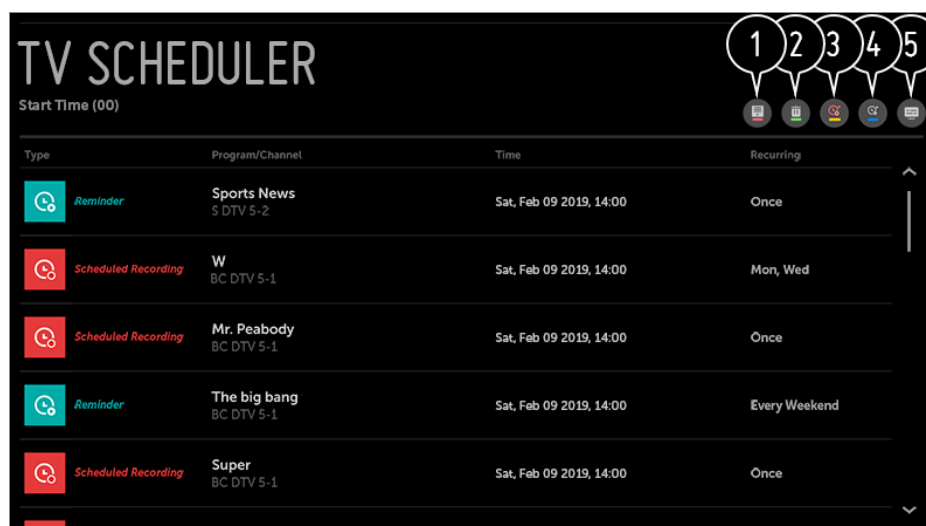 1 2 3 4 5
TV SCHEDULER
Start Time (00)
Type Program/Channel Time Recurring
Reminder Sports News Sat, Feb 09 2019, 14:00 Once
S DTV 5-2
Scheduled Recording W Sat, Feb 09 2019, 14:00 Mon, Wed
BC DTV 5-1
Scheduled Recording Mr. Peabody Sat, Feb 09 2019, 14:00 Once
BC DTV 5-1
Reminder The big bang Sat, Feb 09 2019, 14:00 Every Weekend
BC DTV 5-1
Scheduled Recording Super Sat, Feb 09 2019, 14:00 Once
BC DTV 5-1